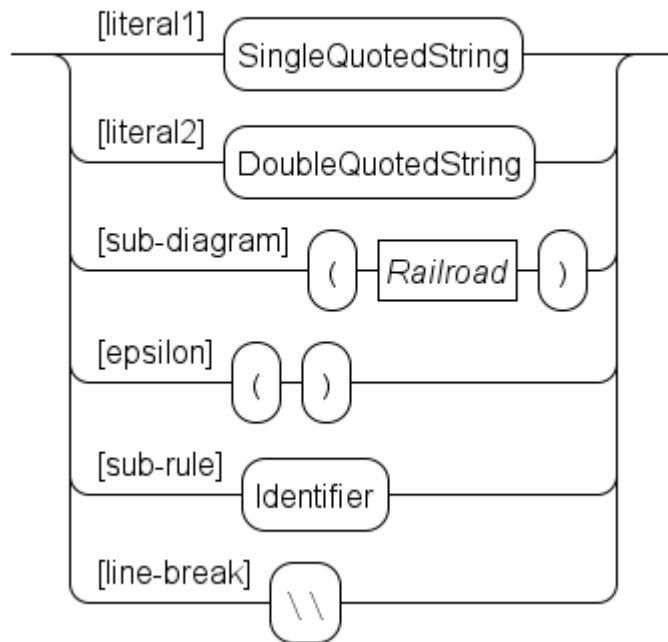 [literal1] SingleQuotedString
[literal2] DoubleQuotedString
[sub-diagram] ( Railroad )
[epsilon] ( )
[sub-rule] Identifier
[line-break] \\